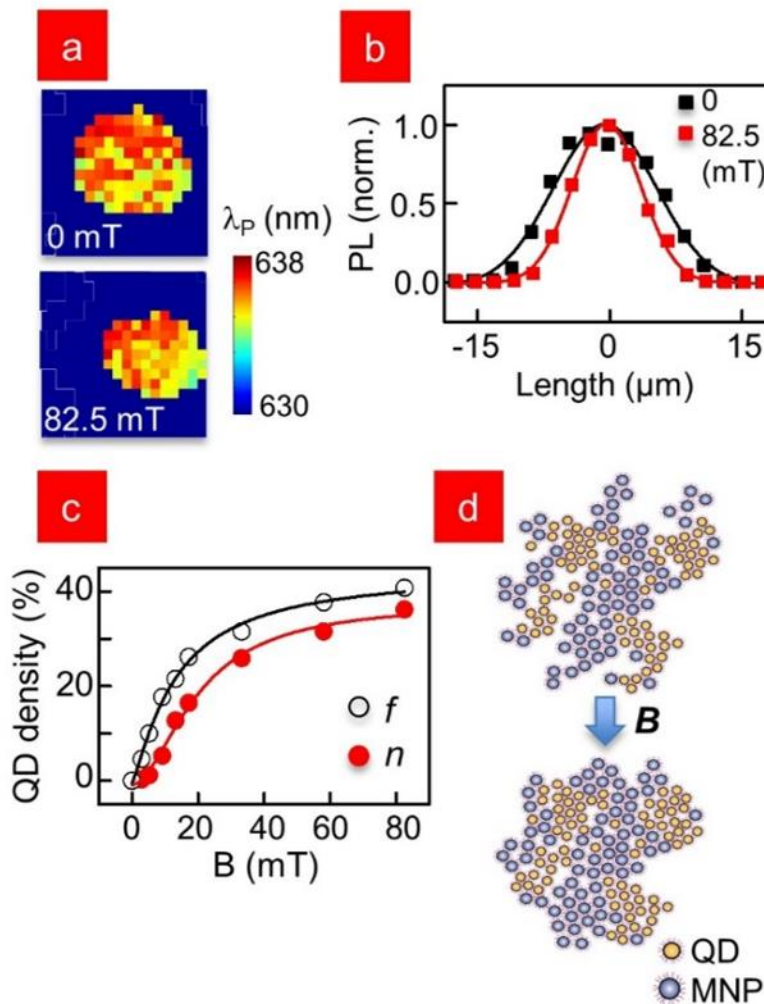 a
0 mT
82.5 mT
λP (nm)
638
630
b
PL (norm.)
1.0
0.5
0.0
-15
0
15
Length (µm)
0
82.5
(mT)
c
QD density (%)
40
20
0
0
20
40
60
80
B (mT)
f
n
d
B
QD
MNP